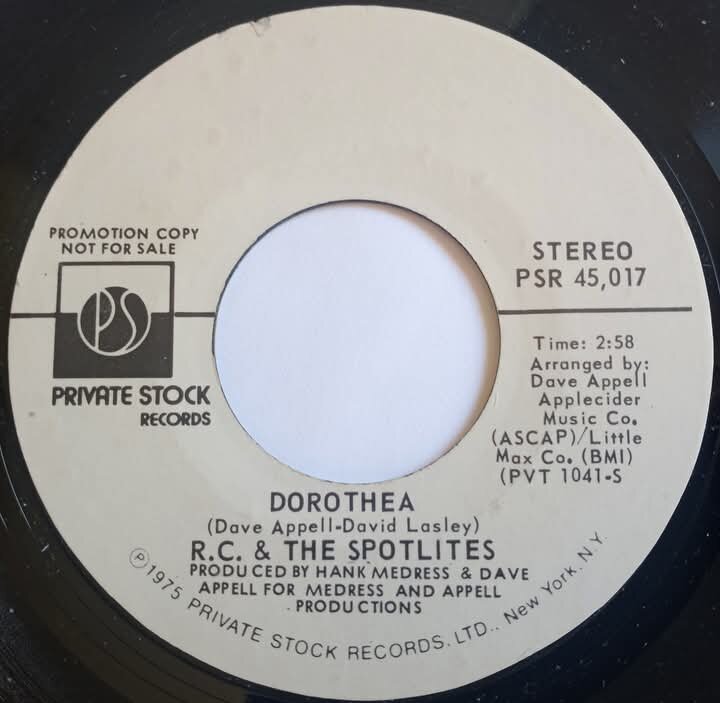 PROMOTION COPY
NOT FOR SALE
PS
PRIVATE STOCK
RECORDS
STEREO
PSR 45,017
Time: 2:58
Arranged by:
Dave Appell
Applecider
Music Co.
(ASCAP)/Little
Max Co. (BMI)
(PVT 1041-S
DOROTHEA
(Dave Appell-David Lasley)
R.C. & THE SPOTLITES
PRODUCED BY HANK MEDRESS & DAVE
APPELL FOR MEDRESS AND APPELL
PRODUCTIONS
Ⓟ1975 PRIVATE STOCK RECORDS. LTD.. New York. N.Y